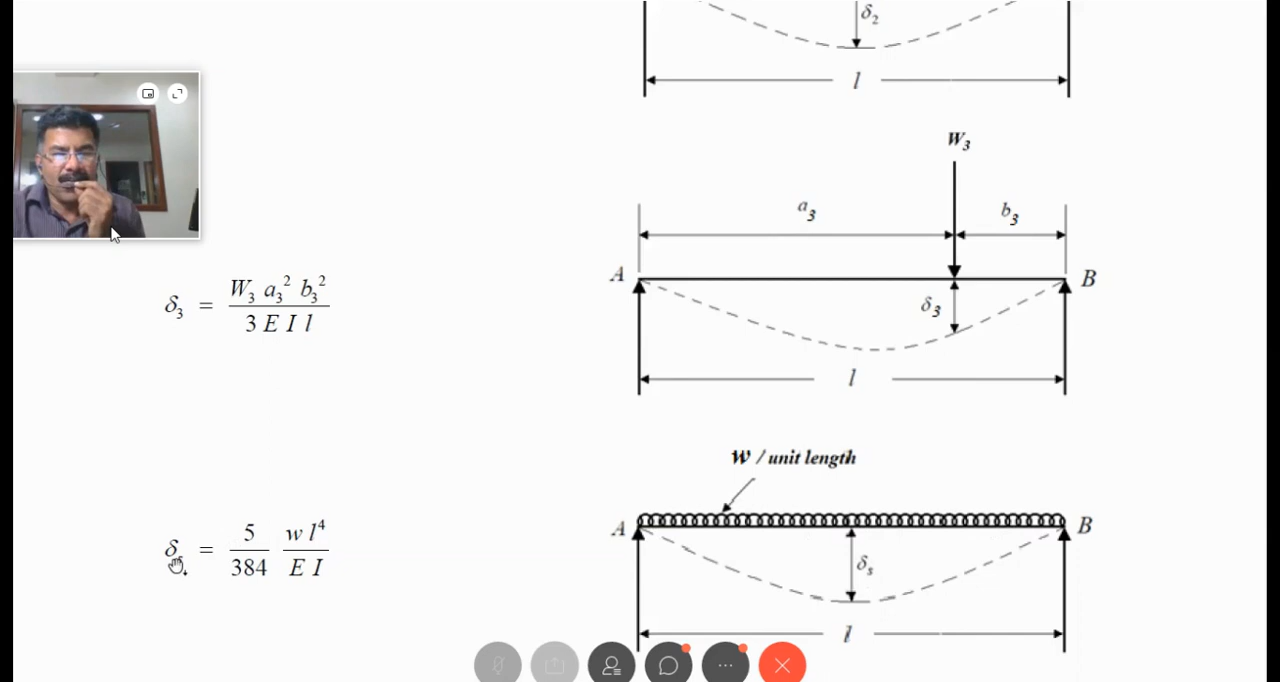 δ₂
l
W₃
a₃ b₃
A B
δ₃ = W₃ a₃² b₃² / 3 E I l
δ₃
l
W / unit length
A B
δ = 5/384 w l⁴ / E I
δₛ
l